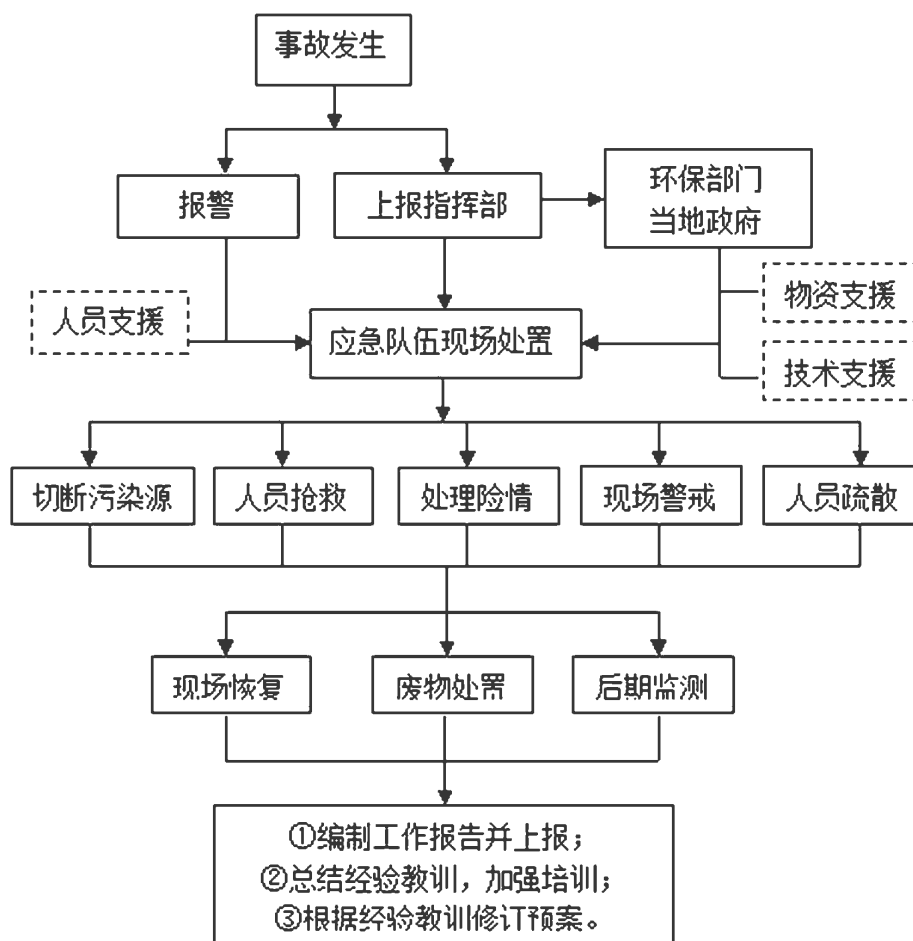 事故发生
报警
上报指挥部
环保部门
当地政府
人员支援
物资支援
应急队伍现场处置
技术支援
切断污染源
人员抢救
处理险情
现场警戒
人员疏散
现场恢复
废物处置
后期监测
①编制工作报告并上报；
②总结经验教训，加强培训；
③根据经验教训修订预案。